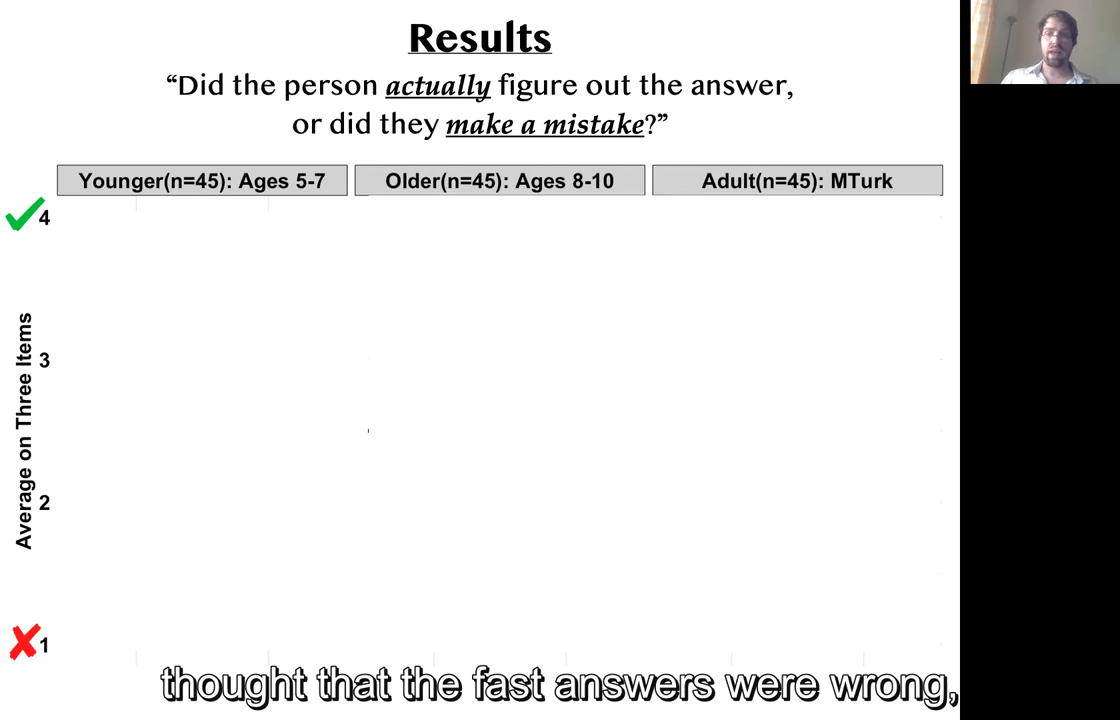 Results
“Did the person actually figure out the answer,
or did they make a mistake?”
Younger(n=45): Ages 5-7
Older(n=45): Ages 8-10
Adult(n=45): MTurk
4
3
2
1
Average on Three Items
thought that the fast answers were wrong,